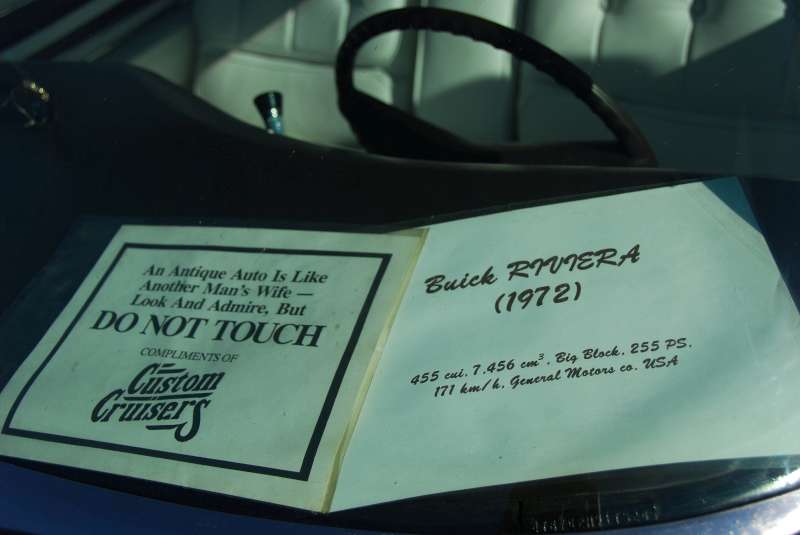 An Antique Auto Is Like
Another Man's Wife —
Look And Admire, But
DO NOT TOUCH
COMPLIMENTS OF
Custom
Cruisers
Buick RIVIERA
(1972)
455 cui, 7.456 cm³, Big Block, 255 PS,
171 km/h, General Motors co. USA